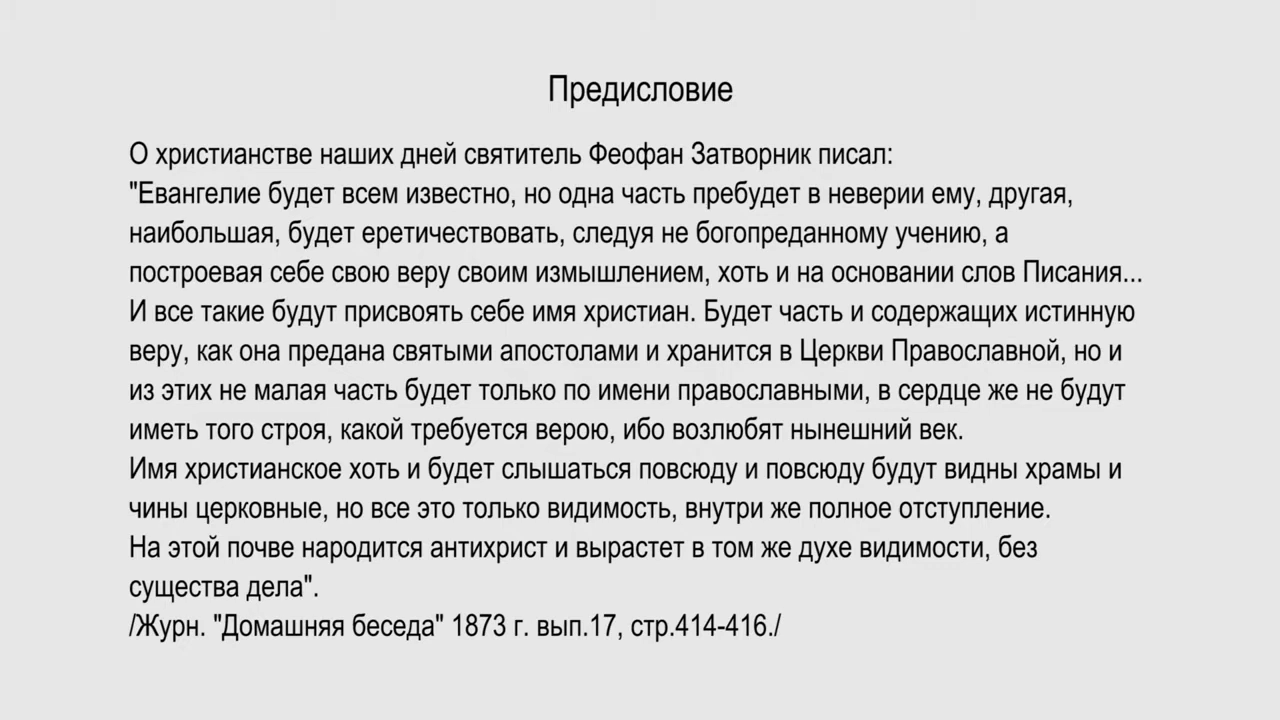 Предисловие
О христианстве наших дней святитель Феофан Затворник писал:
"Евангелие будет всем известно, но одна часть пребудет в неверии ему, другая,
наибольшая, будет еретичествовать, следуя не богопреданному учению, а
построевая себе свою веру своим измышлением, хоть и на основании слов Писания...
И все такие будут присвоять себе имя христиан. Будет часть и содержащих истинную
веру, как она предана святыми апостолами и хранится в Церкви Православной, но и
из этих не малая часть будет только по имени православными, в сердце же не будут
иметь того строя, какой требуется верою, ибо возлюбят нынешний век.
Имя христианское хоть и будет слышаться повсюду и повсюду будут видны храмы и
чины церковные, но все это только видимость, внутри же полное отступление.
На этой почве народится антихрист и вырастет в том же духе видимости, без
существа дела".
/Журн. "Домашняя беседа" 1873 г. вып.17, стр.414-416./